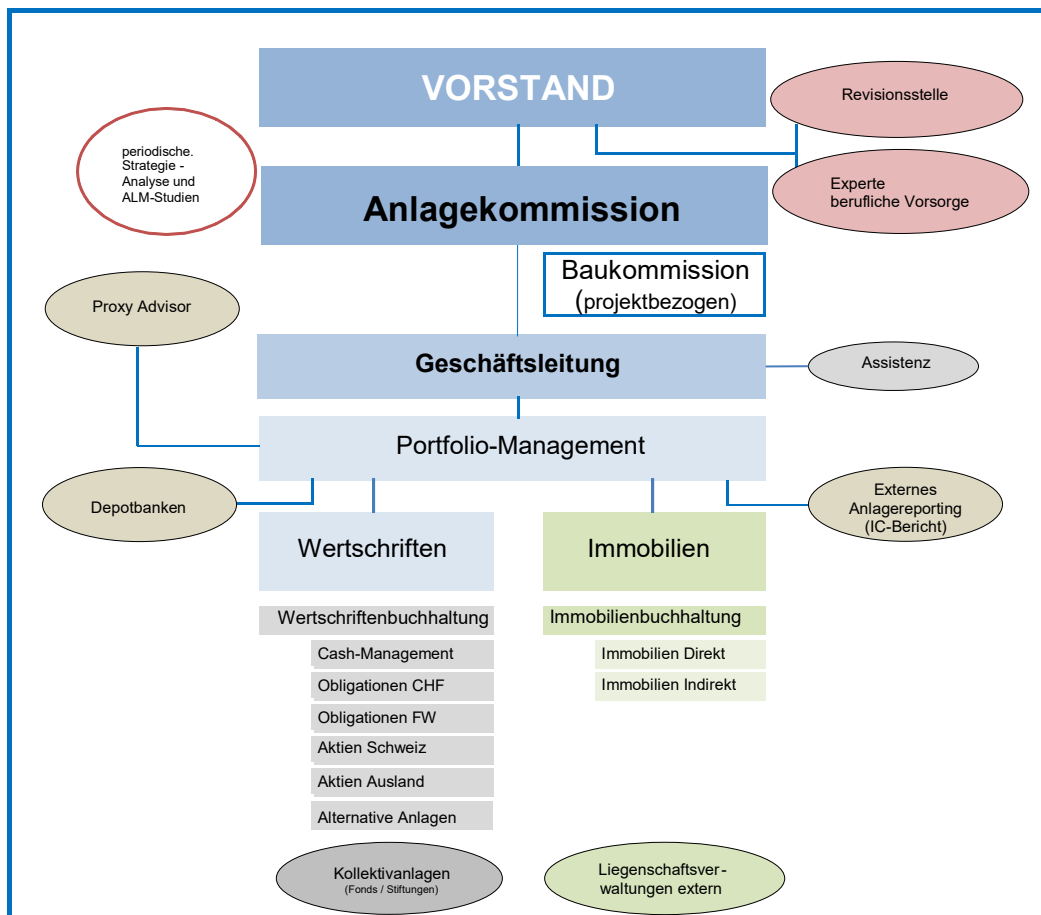 VORSTAND
Revisionsstelle
periodische.
Strategie -
Analyse und
ALM-Studien
Anlagekommission
Experte
berufliche Vorsorge
Baukommission
(projektbezogen)
Proxy Advisor
Geschäftsleitung
Assistenz
Portfolio-Management
Depotbanken
Externes
Anlagereporting
(IC-Bericht)
Wertschriften
Immobilien
Wertschriftenbuchhaltung
Immobilienbuchhaltung
Cash-Management
Immobilien Direkt
Obligationen CHF
Immobilien Indirekt
Obligationen FW
Aktien Schweiz
Aktien Ausland
Alternative Anlagen
Kollektivanlagen
(Fonds / Stiftungen)
Liegenschaftsver-
waltungen extern